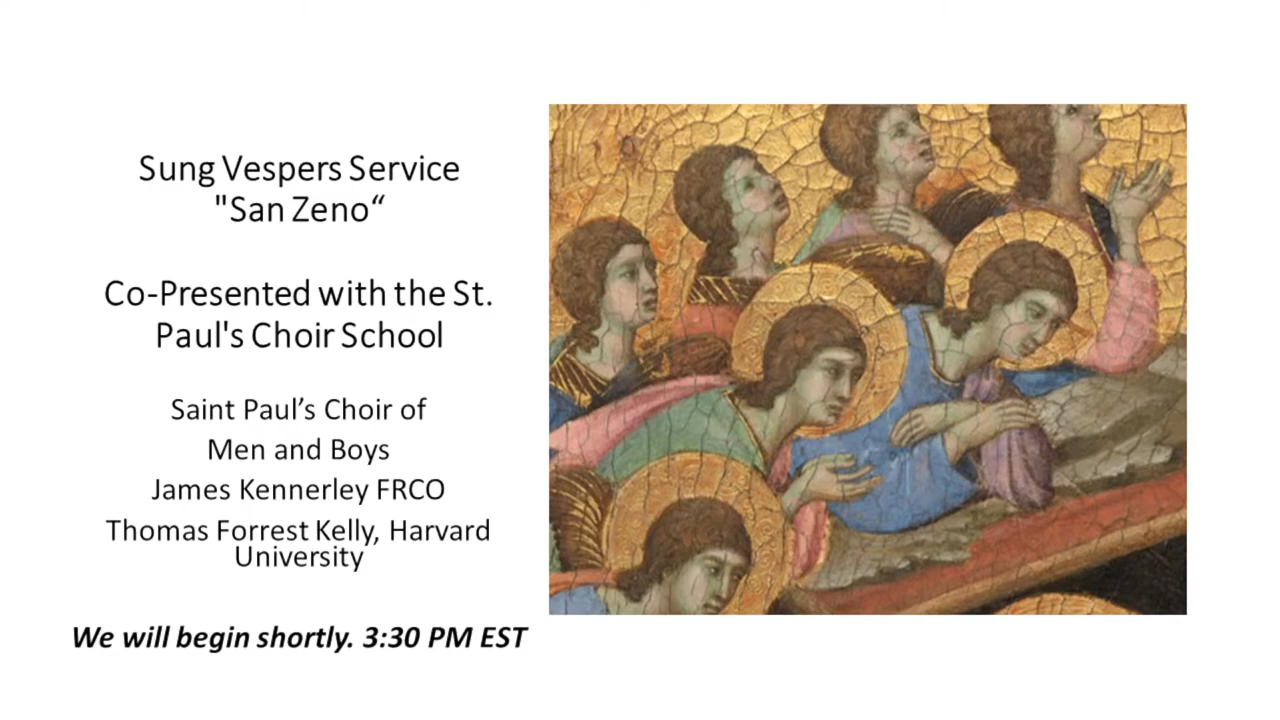 Sung Vespers Service
"San Zeno“
Co-Presented with the St.
Paul's Choir School
Saint Paul’s Choir of
Men and Boys
James Kennerley FRCO
Thomas Forrest Kelly, Harvard
University
We will begin shortly. 3:30 PM EST